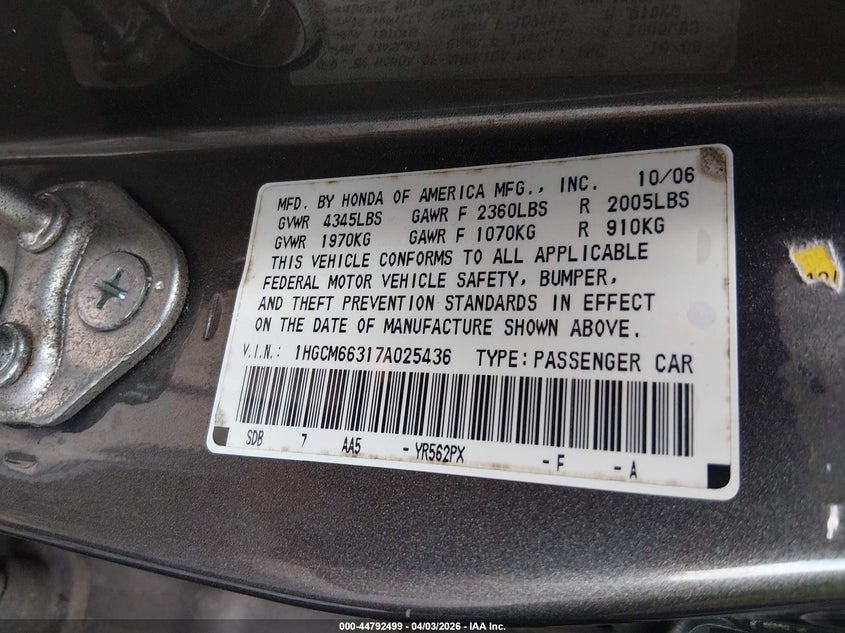 MFD. BY HONDA OF AMERICA MFG., INC. 10/06
GVWR 4345LBS GAWR F 2360LBS R 2005LBS
GVWR 1970KG GAWR F 1070KG R 910KG
THIS VEHICLE CONFORMS TO ALL APPLICABLE
FEDERAL MOTOR VEHICLE SAFETY, BUMPER,
AND THEFT PREVENTION STANDARDS IN EFFECT
ON THE DATE OF MANUFACTURE SHOWN ABOVE.
V.I.N.: 1HGCM66317A025436 TYPE: PASSENGER CAR
SDB 7 AA5 - YR562PX - F - A
000-44792499 - 04/03/2026 - IAA Inc.